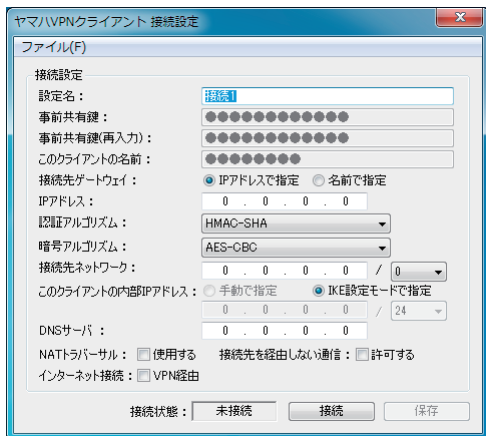 ヤマハVPNクライアント 接続設定
ファイル(F)
接続設定
設定名: 接続1
事前共有鍵: ●●●●●●●●●●●●
事前共有鍵(再入力): ●●●●●●●●●●●●
このクライアントの名前: ●●●●●●●●
接続先ゲートウェイ: IPアドレスで指定 名前で指定
IPアドレス: 0 . 0 . 0 . 0
認証アルゴリズム: HMAC-SHA
暗号アルゴリズム: AES-CBC
接続先ネットワーク: 0 . 0 . 0 . 0 / 0
このクライアントの内部IPアドレス: 手動で指定 IKE設定モードで指定
0 . 0 . 0 . 0 / 24
DNSサーバ: 0 . 0 . 0 . 0
NATトラバーサル: 使用する 接続先を経由しない通信: 許可する
インターネット接続: VPN経由
接続状態: 未接続 接続 保存